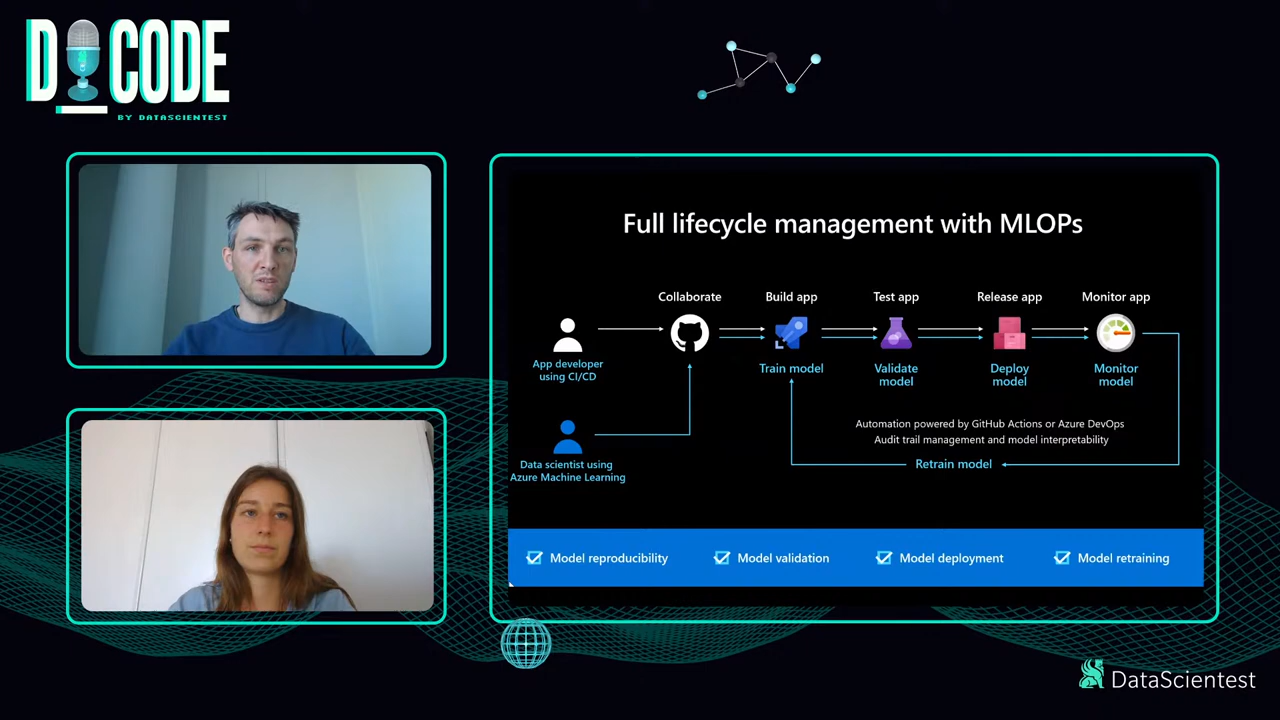 D_CODE
BY DATASCIENTEST
Full lifecycle management with MLOPs
Collaborate
Build app
Test app
Release app
Monitor app
App developer
using CI/CD
Train model
Validate
model
Deploy
model
Monitor
model
Automation powered by GitHub Actions or Azure DevOps
Audit trail management and model interpretability
Retrain model
Data scientist using
Azure Machine Learning
Model reproducibility
Model validation
Model deployment
Model retraining
DataScientest